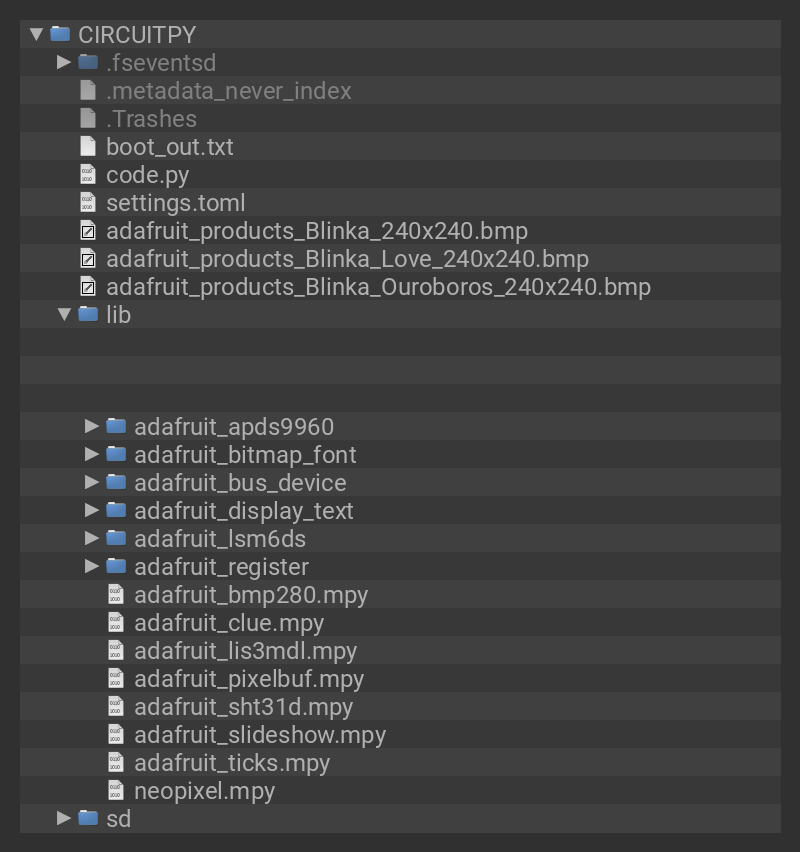 CIRCUITPY
.fseventsd
.metadata_never_index
.Trashes
boot_out.txt
code.py
settings.toml
adafruit_products_Blinka_240x240.bmp
adafruit_products_Blinka_Love_240x240.bmp
adafruit_products_Blinka_Ouroboros_240x240.bmp
lib
adafruit_apds9960
adafruit_bitmap_font
adafruit_bus_device
adafruit_display_text
adafruit_lsm6ds
adafruit_register
adafruit_bmp280.mpy
adafruit_clue.mpy
adafruit_lis3mdl.mpy
adafruit_pixelbuf.mpy
adafruit_sht31d.mpy
adafruit_slideshow.mpy
adafruit_ticks.mpy
neopixel.mpy
sd